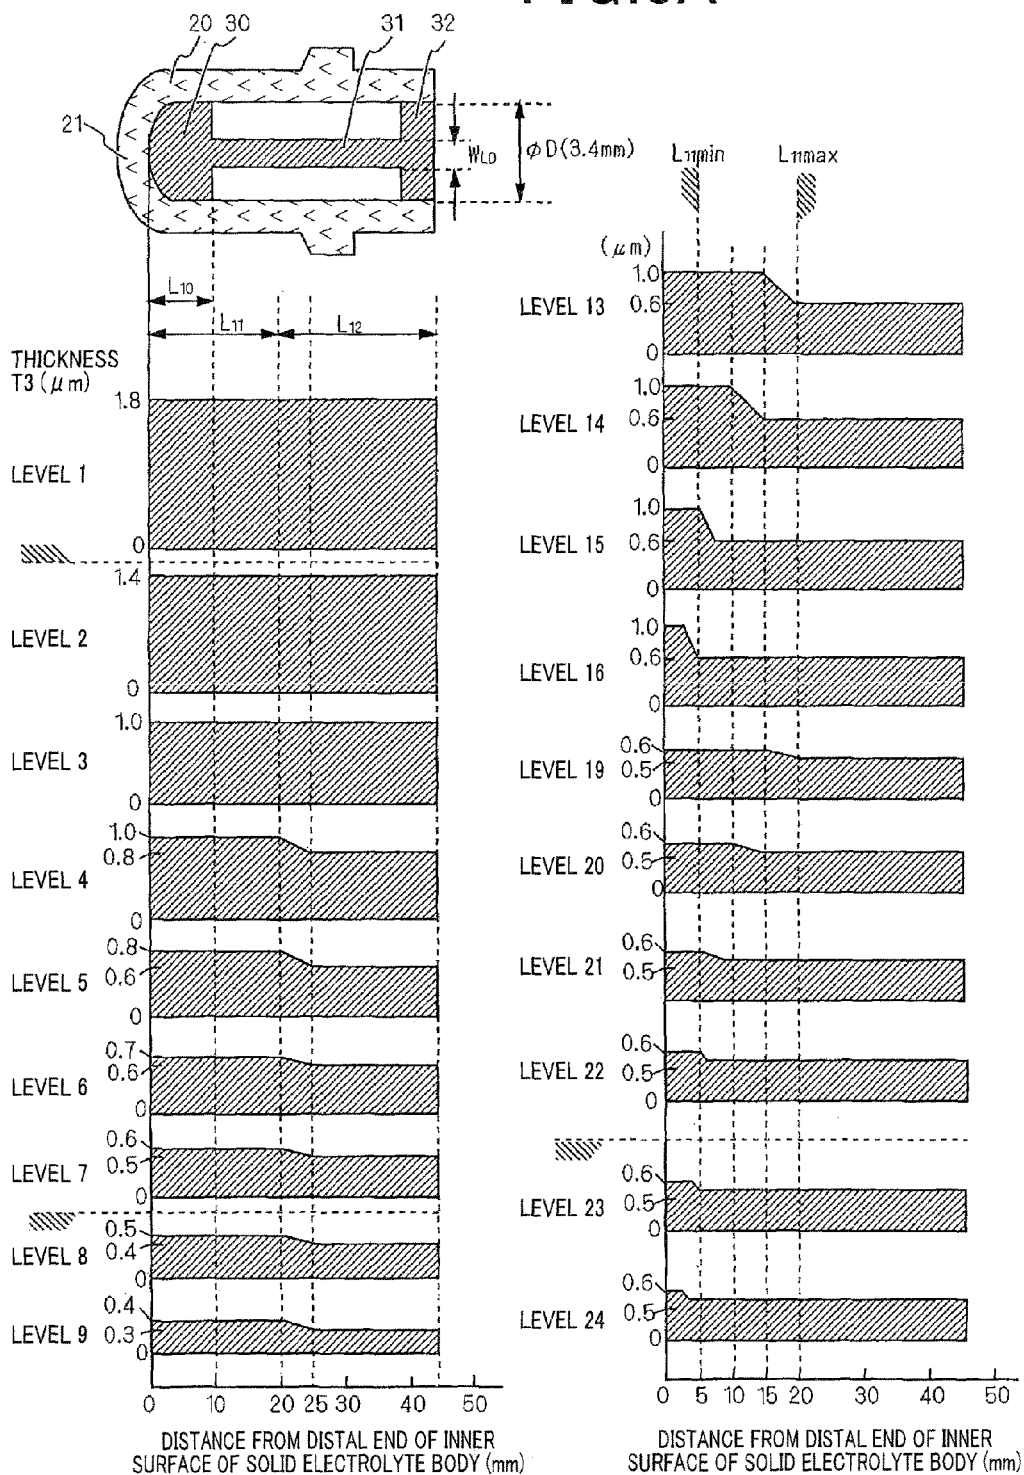 20 30 31 32
21
W_LD
φD(3.4mm)
L10
L11
L12
THICKNESS
T3 (μm)
1.8
LEVEL 1
0
1.4
LEVEL 2
0
1.0
LEVEL 3
0
1.0
0.8
LEVEL 4
0
0.8
0.6
LEVEL 5
0
0.7
0.6
LEVEL 6
0
0.6
0.5
LEVEL 7
0
0.5
0.4
LEVEL 8
0
0.4
0.3
LEVEL 9
0
0 10 20 25 30 40 50
DISTANCE FROM DISTAL END OF INNER
SURFACE OF SOLID ELECTROLYTE BODY (mm)
L11min L11max
(μm)
1.0
0.6
LEVEL 13
0
1.0
0.6
LEVEL 14
0
1.0
0.6
LEVEL 15
0
1.0
0.6
LEVEL 16
0
0.6
0.5
LEVEL 19
0
0.6
0.5
LEVEL 20
0
0.6
0.5
LEVEL 21
0.6
0.5
LEVEL 22
0
0.6
0.5
LEVEL 23
0
0.6
0.5
LEVEL 24
0
0 5 10 15 20 30 40 50
DISTANCE FROM DISTAL END OF INNER
SURFACE OF SOLID ELECTROLYTE BODY (mm)